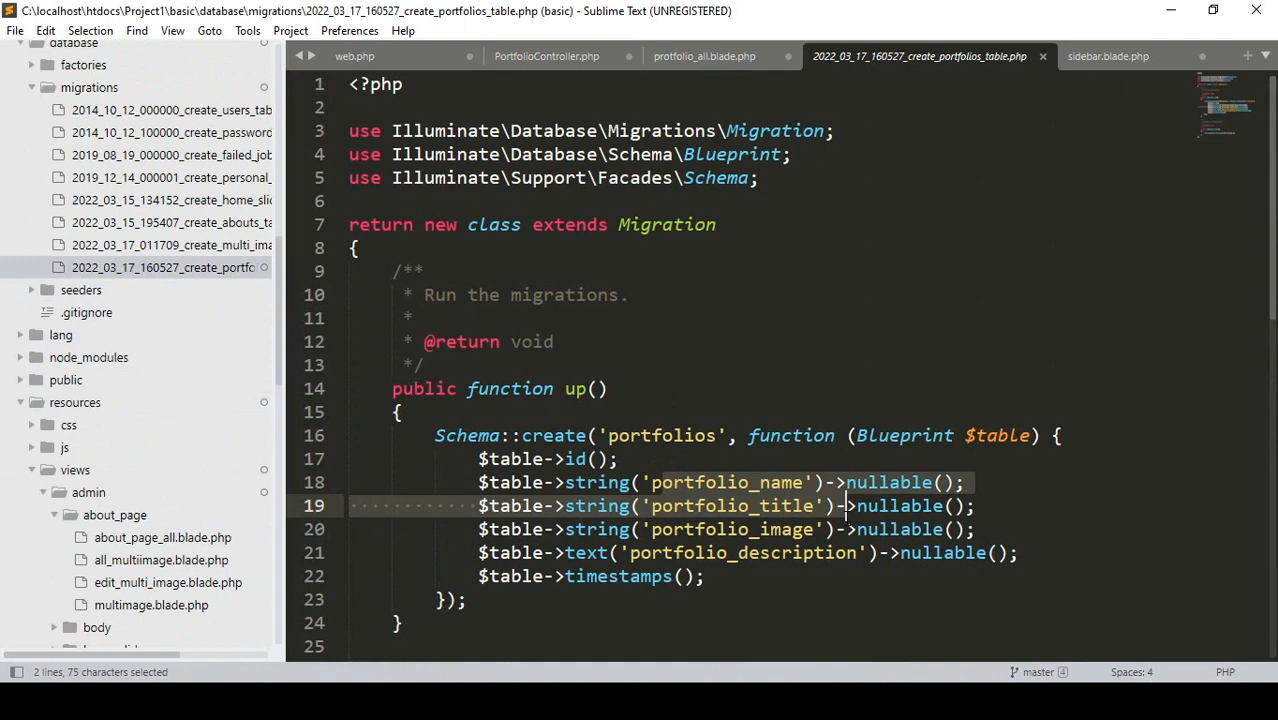 C:\localhost\htdocs\Project1\basic\database\migrations\2022_03_17_160527_create_portfolios_table.php (basic) - Sublime Text (UNREGISTERED)
File Edit Selection Find View Goto Tools Project Preferences Help
database
factories
migrations
2014_10_12_000000_create_users_tab
2014_10_12_100000_create_password
2019_08_19_000000_create_failed_job
2019_12_14_000001_create_personal_
2022_03_15_134152_create_home_slic
2022_03_15_195407_create_abouts_ta
2022_03_17_011709_create_multi_ima
2022_03_17_160527_create_portfo
seeders
.gitignore
lang
node_modules
public
resources
css
js
views
admin
about_page
about_page_all.blade.php
all_multiimage.blade.php
edit_multi_image.blade.php
multimage.blade.php
body
web.php PortfolioController.php protfolio_all.blade.php 2022_03_17_160527_create_portfolios_table.php sidebar.blade.php
1 <?php
2
3 use Illuminate\Database\Migrations\Migration;
4 use Illuminate\Database\Schema\Blueprint;
5 use Illuminate\Support\Facades\Schema;
6
7 return new class extends Migration
8 {
9 /**
10 * Run the migrations.
11 *
12 * @return void
13 */
14 public function up()
15 {
16 Schema::create('portfolios', function (Blueprint $table) {
17 $table->id();
18 $table->string('portfolio_name')->nullable();
19 $table->string('portfolio_title')->nullable();
20 $table->string('portfolio_image')->nullable();
21 $table->text('portfolio_description')->nullable();
22 $table->timestamps();
23 });
24 }
25
2 lines, 75 characters selected master 4 Spaces: 4 PHP